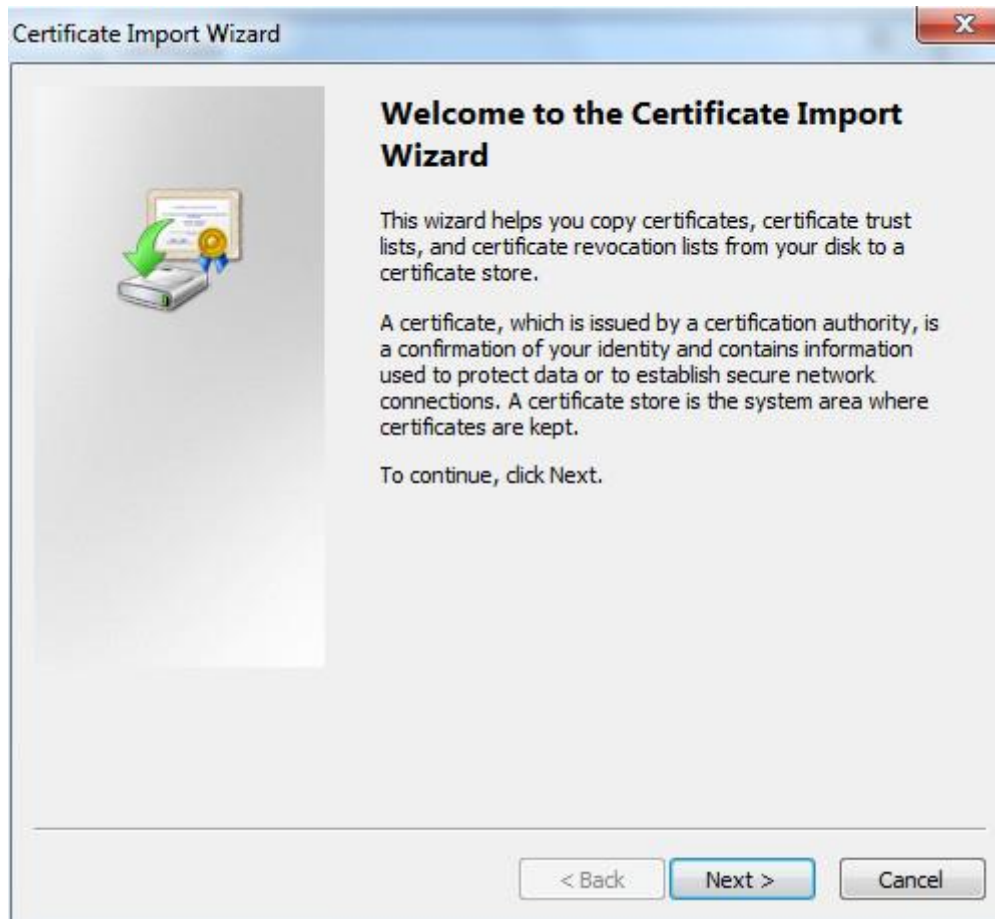 Certificate Import Wizard
X
Welcome to the Certificate Import
Wizard
This wizard helps you copy certificates, certificate trust
lists, and certificate revocation lists from your disk to a
certificate store.
A certificate, which is issued by a certification authority, is
a confirmation of your identity and contains information
used to protect data or to establish secure network
connections. A certificate store is the system area where
certificates are kept.
To continue, click Next.
< Back
Next >
Cancel